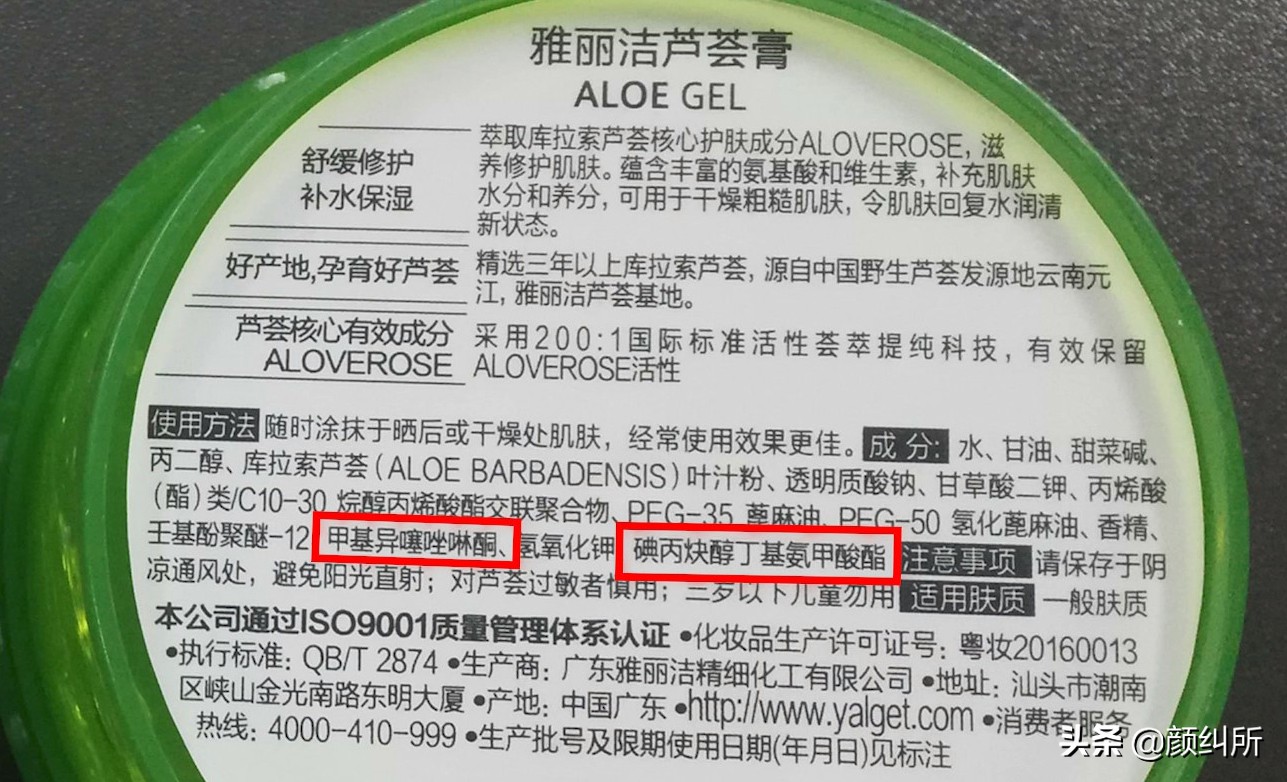 雅丽洁芦荟膏
ALOE GEL
舒缓修护
补水保湿
萃取库拉索芦荟核心护肤成分ALOVEROSE, 滋
养修护肌肤。蕴含丰富的氨基酸和维生素, 补充肌肤
水分和养分, 可用于干燥粗糙肌肤, 令肌肤回复水润清
新状态。
好产地,孕育好芦荟
精选三年以上库拉索芦荟, 源自中国野生芦荟发源地云南元
江, 雅丽洁芦荟基地。
芦荟核心有效成分
ALOVEROSE
采用200:1国际标准活性荟萃提纯科技, 有效保留
ALOVEROSE活性
使用方法 随时涂抹于晒后或干燥处肌肤, 经常使用效果更佳。 成分: 水、甘油、甜菜碱、
丙二醇、库拉索芦荟(ALOE BARBADENSIS)叶汁粉、透明质酸钠、甘草酸二钾、丙烯酸
(酯)类/C10-30 烷醇丙烯酸酯交联聚合物、PEG-35 蓖麻油、PEG-50 氢化蓖麻油、香精、
壬基酚聚醚-12 甲基异噻唑啉酮、氢氧化钾 碘丙炔醇丁基氨甲酸酯 注意事项 请保存于阴
凉通风处, 避免阳光直射; 对芦荟过敏者慎用; 三岁以下儿童勿用 适用肤质 一般肤质
本公司通过ISO9001质量管理体系认证 •化妆品生产许可证号: 粤妆20160013
•执行标准: QB/T 2874 •生产商: 广东雅丽洁精细化工有限公司 •地址: 汕头市潮南
区峡山金光南路东明大厦 •产地: 中国广东 •http://www.yalget.com •消费者服务
热线: 4000-410-999 •生产批号及限期使用日期(年月日)见标注
头条 @颜纠所